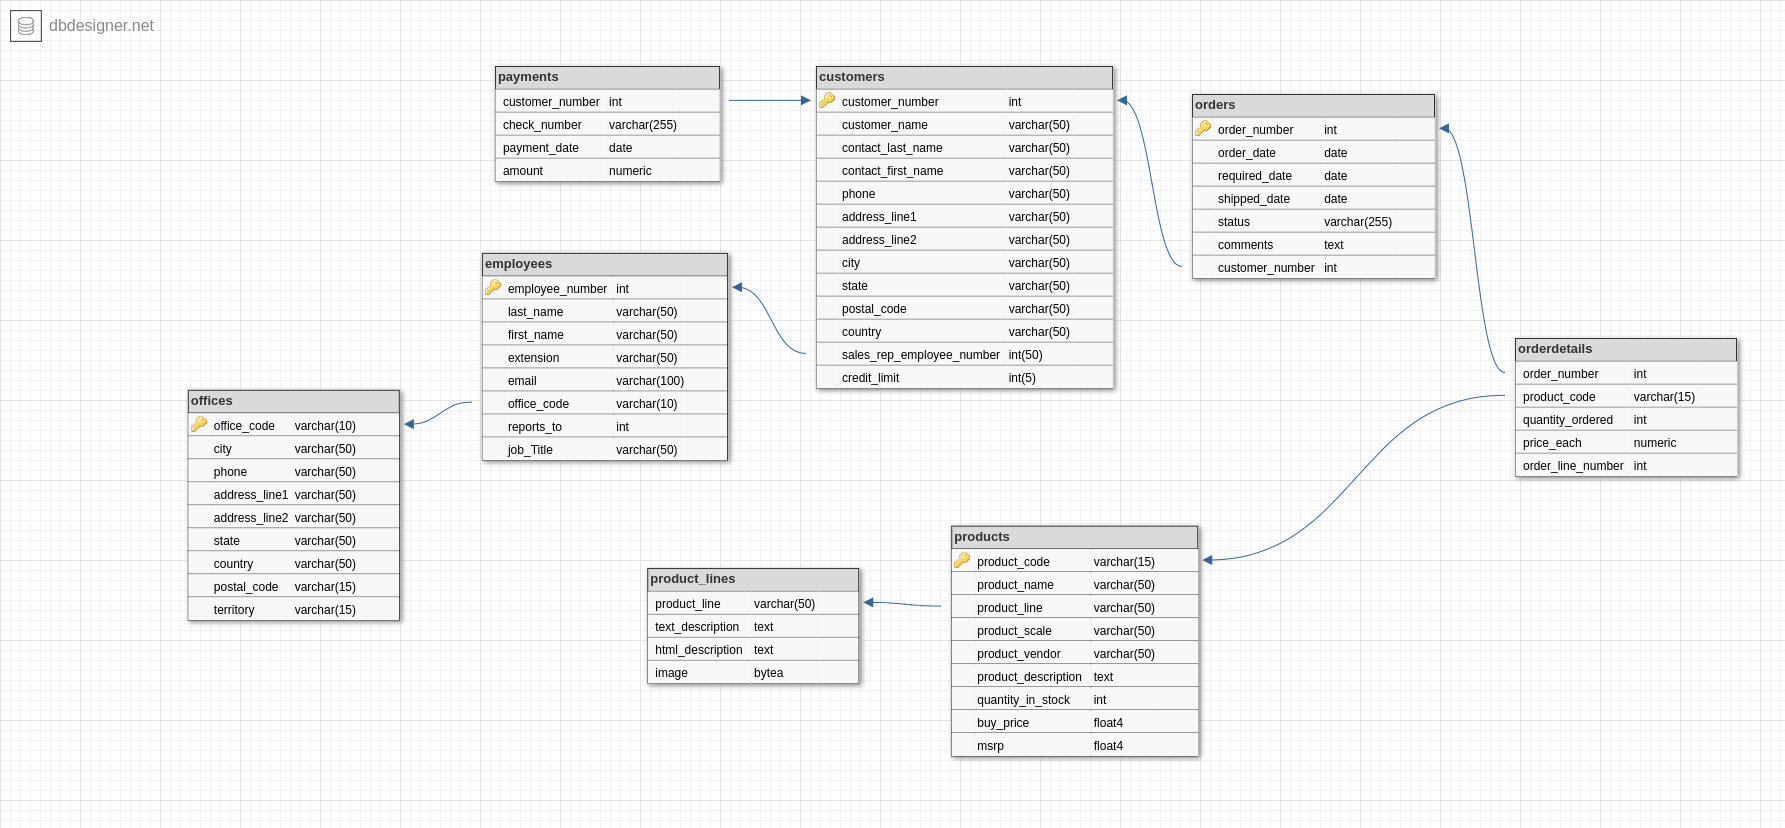 dbdesigner.net
payments
customer_number int
check_number varchar(255)
payment_date date
amount numeric
customers
customer_number int
customer_name varchar(50)
contact_last_name varchar(50)
contact_first_name varchar(50)
phone varchar(50)
address_line1 varchar(50)
address_line2 varchar(50)
city varchar(50)
state varchar(50)
postal_code varchar(50)
country varchar(50)
sales_rep_employee_number int(50)
credit_limit int(5)
orders
order_number int
order_date date
required_date date
shipped_date date
status varchar(255)
comments text
customer_number int
employees
employee_number int
last_name varchar(50)
first_name varchar(50)
extension varchar(50)
email varchar(100)
office_code varchar(10)
reports_to int
job_Title varchar(50)
orderdetails
order_number int
product_code varchar(15)
quantity_ordered int
price_each numeric
order_line_number int
offices
office_code varchar(10)
city varchar(50)
phone varchar(50)
address_line1 varchar(50)
address_line2 varchar(50)
state varchar(50)
country varchar(50)
postal_code varchar(15)
territory varchar(15)
product_lines
product_line varchar(50)
text_description text
html_description text
image bytea
products
product_code varchar(15)
product_name varchar(50)
product_line varchar(50)
product_scale varchar(50)
product_vendor varchar(50)
product_description text
quantity_in_stock int
buy_price float4
msrp float4